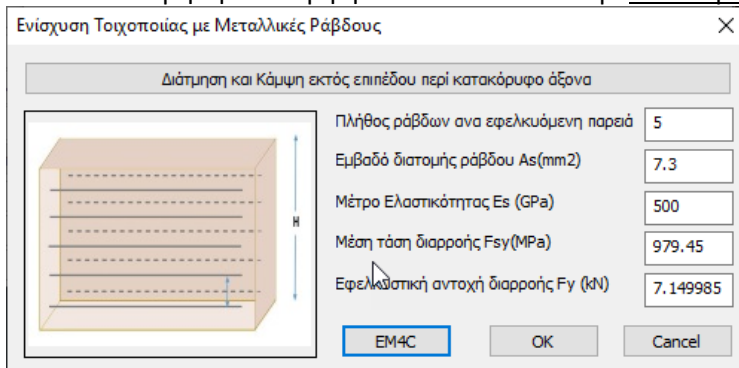 Ενίσχυση Τοιχοποιίας με Μεταλλικές Ράβδους
Διάτμηση και Κάμψη εκτός επιπέδου περί κατακόρυφο άξονα
Πλήθος ράβδων ανα εφελκυόμενη παρειά 5
Εμβαδό διατομής ράβδου As(mm2) 7.3
Μέτρο Ελαστικότητας Es (GPa) 500
Μέση τάση διαρροής Fsy(MPa) 979.45
Εφελκυστική αντοχή διαρροής Fy (kN) 7.149985
H
EM4C OK Cancel